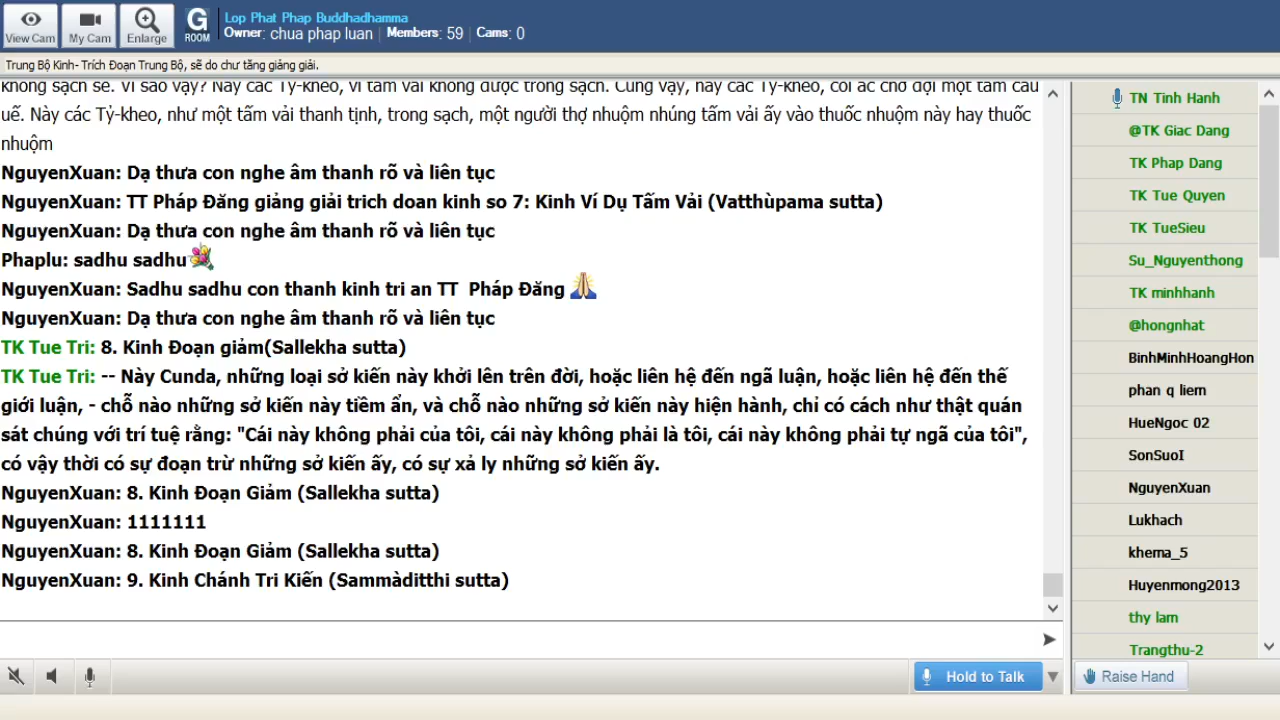 View Cam
My Cam
Enlarge
G
ROOM
Lop Phat Phap Buddhadhamma
Owner: chua phap luan | Members: 59 | Cams: 0
Trung Bộ Kinh- Trích Đoạn Trung Bộ, sẽ do chư tăng giảng giải.
không sạch sẽ. Vì sao vậy? Này các Tỷ-kheo, vì tấm vải không được trong sạch. Cũng vậy, này các Tỷ-kheo, cõi ác chờ đợi một tâm cấu
uế. Này các Tỷ-kheo, như một tấm vải thanh tịnh, trong sạch, một người thợ nhuộm nhúng tấm vải ấy vào thuốc nhuộm này hay thuốc
nhuộm
NguyenXuan: Dạ thưa con nghe âm thanh rõ và liên tục
NguyenXuan: TT Pháp Đăng giảng giải trich doan kinh so 7: Kinh Ví Dụ Tấm Vải (Vatthùpama sutta)
NguyenXuan: Dạ thưa con nghe âm thanh rõ và liên tục
Phaplu: sadhu sadhu
NguyenXuan: Sadhu sadhu con thanh kinh tri an TT Pháp Đăng
NguyenXuan: Dạ thưa con nghe âm thanh rõ và liên tục
TK Tue Tri: 8. Kinh Đoạn giảm(Sallekha sutta)
TK Tue Tri: -- Này Cunda, những loại sở kiến này khởi lên trên đời, hoặc liên hệ đến ngã luận, hoặc liên hệ đến thế
giới luận, - chỗ nào những sở kiến này tiềm ẩn, và chỗ nào những sở kiến này hiện hành, chỉ có cách như thật quán
sát chúng với trí tuệ rằng: "Cái này không phải của tôi, cái này không phải là tôi, cái này không phải tự ngã của tôi",
có vậy thời có sự đoạn trừ những sở kiến ấy, có sự xả ly những sở kiến ấy.
NguyenXuan: 8. Kinh Đoạn Giảm (Sallekha sutta)
NguyenXuan: 1111111
NguyenXuan: 8. Kinh Đoạn Giảm (Sallekha sutta)
NguyenXuan: 9. Kinh Chánh Tri Kiến (Sammàditthi sutta)
TN Tinh Hanh
@TK Giac Dang
TK Phap Dang
TK Tue Quyen
TK TueSieu
Su_Nguyenthong
TK minhhanh
@hongnhat
BinhMinhHoangHon
phan q liem
HueNgoc 02
SonSuoI
NguyenXuan
Lukhach
khema_5
Huyenmong2013
thy lam
Trangthu-2
Hold to Talk
Raise Hand